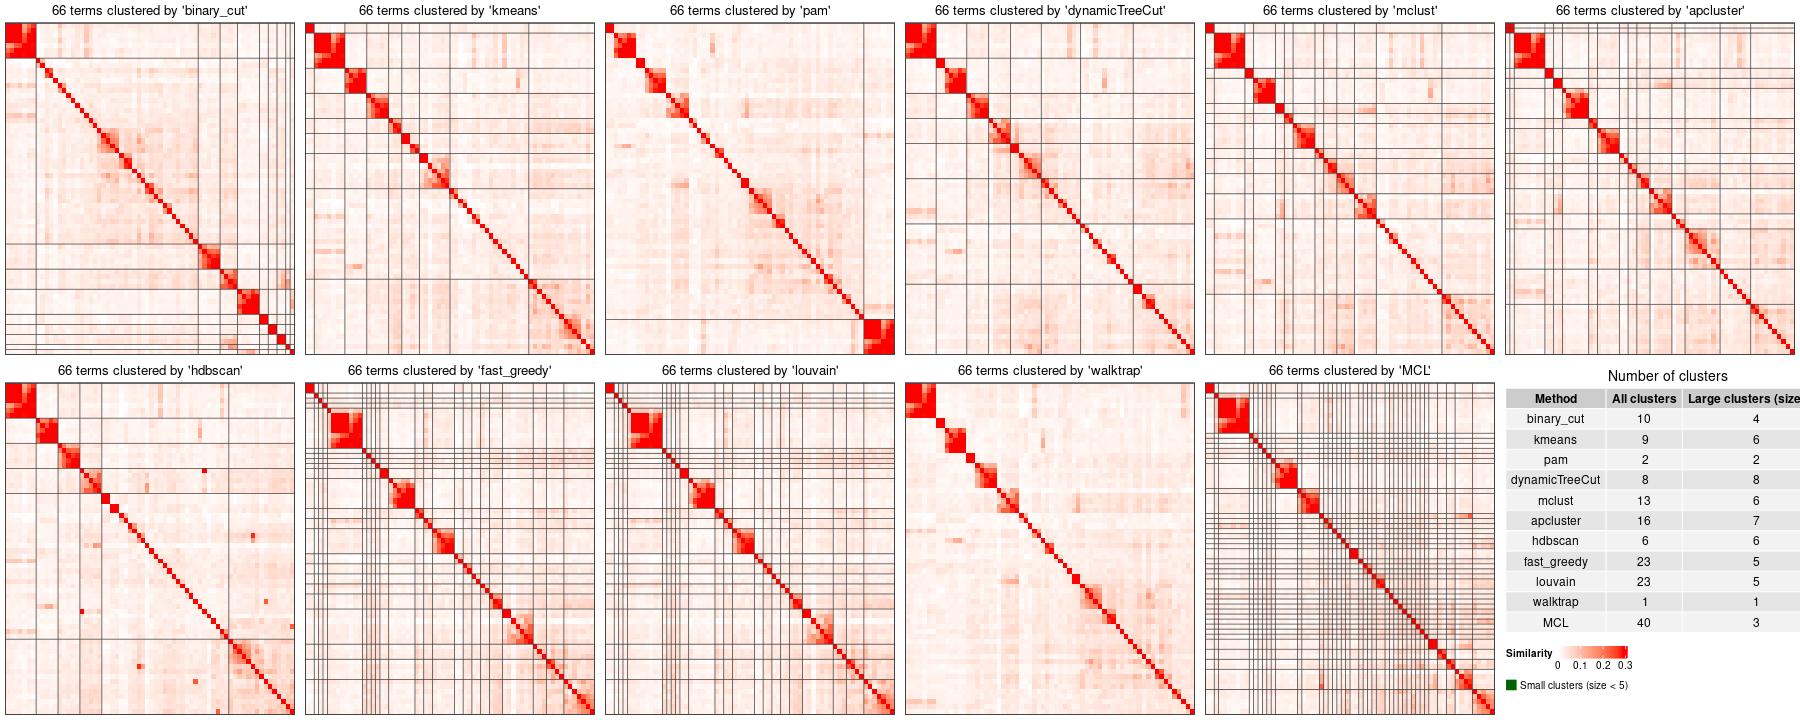 66 terms clustered by 'binary_cut'
66 terms clustered by 'kmeans'
66 terms clustered by 'pam'
66 terms clustered by 'dynamicTreeCut'
66 terms clustered by 'mclust'
66 terms clustered by 'apcluster'
66 terms clustered by 'hdbscan'
66 terms clustered by 'fast_greedy'
66 terms clustered by 'louvain'
66 terms clustered by 'walktrap'
66 terms clustered by 'MCL'
Number of clusters
Method All clusters Large clusters (size
binary_cut 10 4
kmeans 9 6
pam 2 2
dynamicTreeCut 8 8
mclust 13 6
apcluster 16 7
hdbscan 6 6
fast_greedy 23 5
louvain 23 5
walktrap 1 1
MCL 40 3
Similarity
0 0.1 0.2 0.3
Small clusters (size < 5)